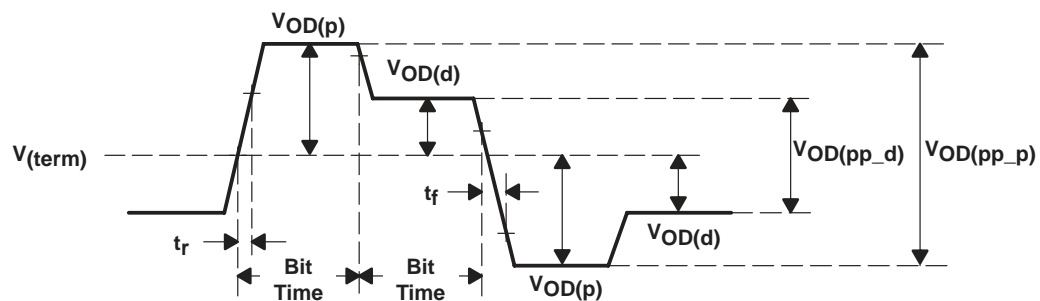 VOD(p)
VOD(d)
V(term)
tf
VOD(pp_d)
VOD(pp_p)
tr
VOD(d)
Bit
Time
Bit
Time
VOD(p)